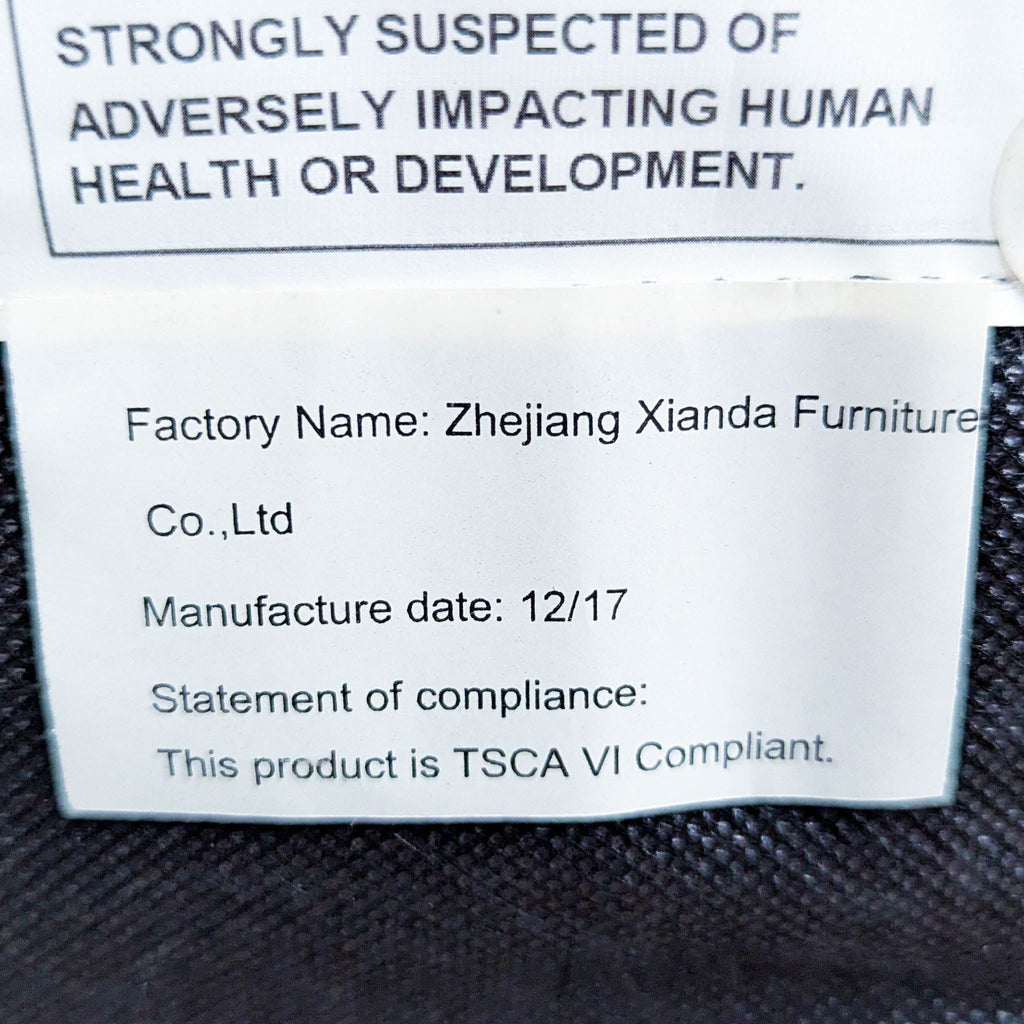 STRONGLY SUSPECTED OF
ADVERSELY IMPACTING HUMAN
HEALTH OR DEVELOPMENT.
Factory Name: Zhejiang Xianda Furniture
Co.,Ltd
Manufacture date: 12/17
Statement of compliance:
This product is TSCA VI Compliant.